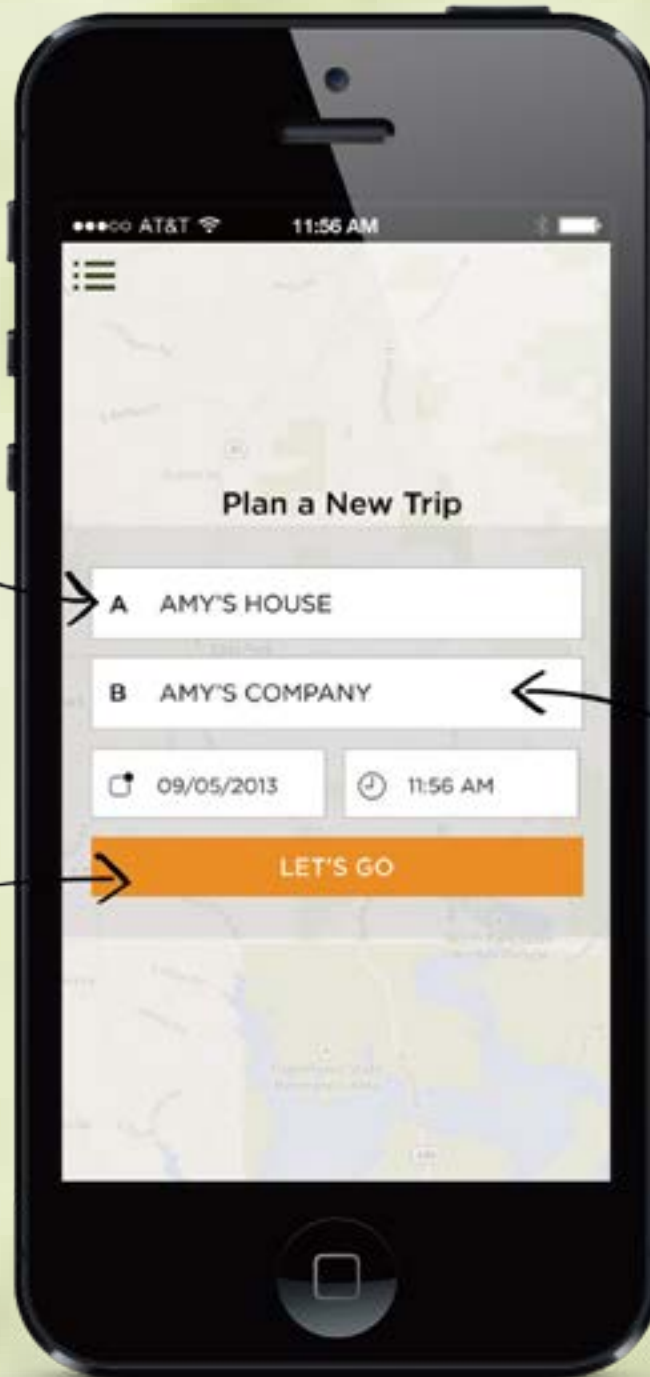 ●●●○○ AT&T 11:56 AM
Plan a New Trip
A AMY'S HOUSE
B AMY'S COMPANY
09/05/2013 11:56 AM
LET'S GO